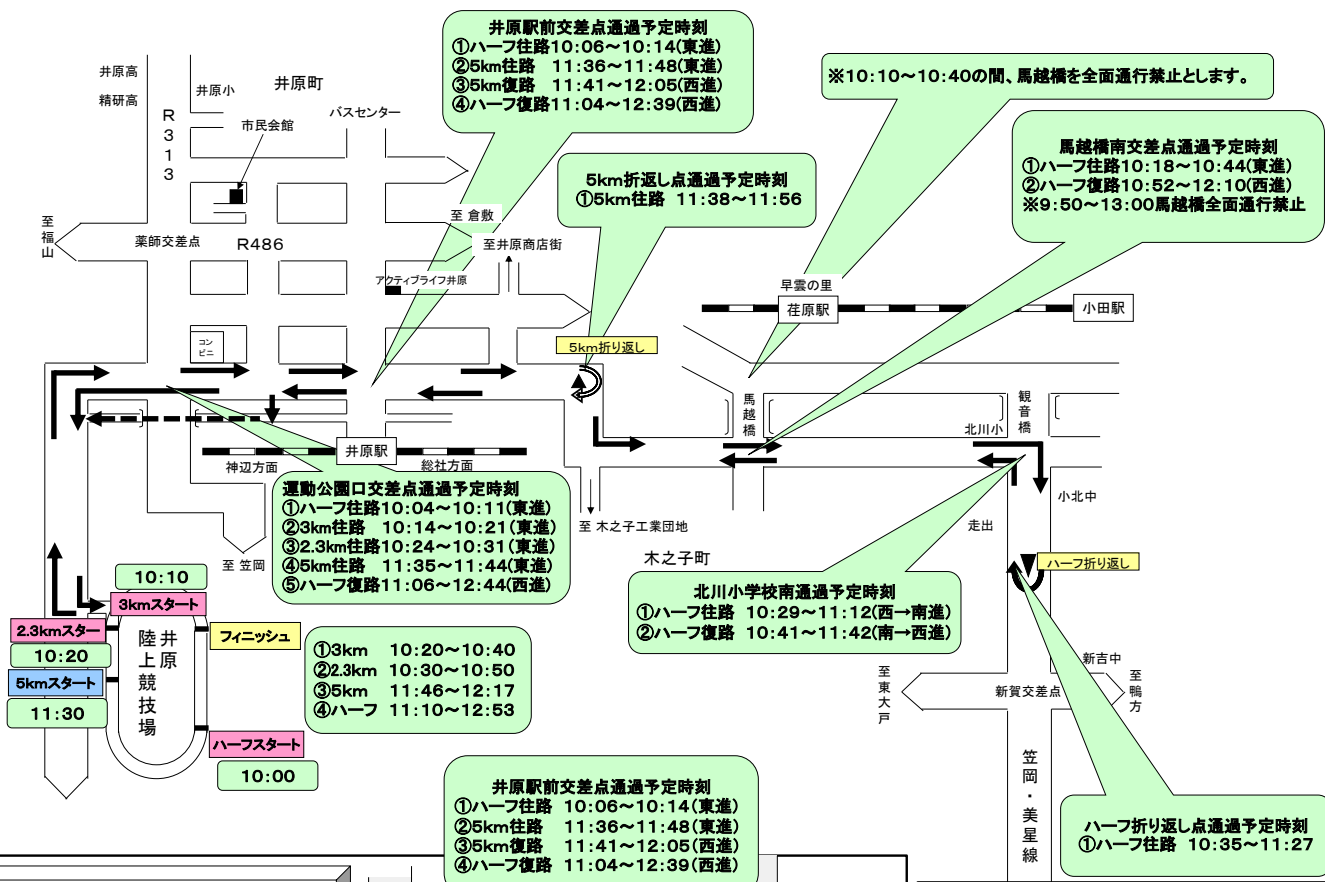 井原駅前交差点通過予定時刻
①ハーフ往路10:06～10:14(東進)
②5km往路 11:36～11:48(東進)
③5km復路 11:41～12:05(西進)
④ハーフ復路11:04～12:39(西進)
※10:10～10:40の間、馬越橋を全面通行禁止とします。
馬越橋南交差点通過予定時刻
①ハーフ往路10:18～10:44(東進)
②ハーフ復路10:52～12:10(西進)
※9:50～13:00馬越橋全面通行禁止
5km折返し点通過予定時刻
①5km往路 11:38～11:56
井原高
精研高
R313
井原小
井原町
市民会館
バスセンター
至福山
薬師交差点
R486
至 倉敷
至井原商店街
アクティブライフ井原
コン
ビニ
5km折り返し
早雲の里
荏原駅
小田駅
馬越橋
観音橋
北川小
井原駅
神辺方面
総社方面
小北中
走出
至 木之子工業団地
木之子町
至 笠岡
運動公園口交差点通過予定時刻
①ハーフ往路10:04～10:11(東進)
②3km往路 10:14～10:21(東進)
③2.3km往路10:24～10:31(東進)
④5km往路 11:35～11:44(東進)
⑤ハーフ復路11:06～12:44(西進)
ハーフ折り返し
北川小学校南通過予定時刻
①ハーフ往路 10:29～11:12(西→南進)
②ハーフ復路 10:41～11:42(南→西進)
10:10
3kmスタート
2.3kmスター
10:20
5kmスタート
11:30
井原
陸上競技場
フィニッシュ
①3km 10:20～10:40
②2.3km 10:30～10:50
③5km 11:46～12:17
④ハーフ 11:10～12:53
ハーフスタート
10:00
至東大戸
新賀交差点
新吉中
至鴨方
笠岡・美星線
井原駅前交差点通過予定時刻
①ハーフ往路 10:06～10:14(東進)
②5km往路 11:36～11:48(東進)
③5km復路 11:41～12:05(西進)
④ハーフ復路 11:04～12:39(西進)
ハーフ折り返し点通過予定時刻
①ハーフ往路 10:35～11:27